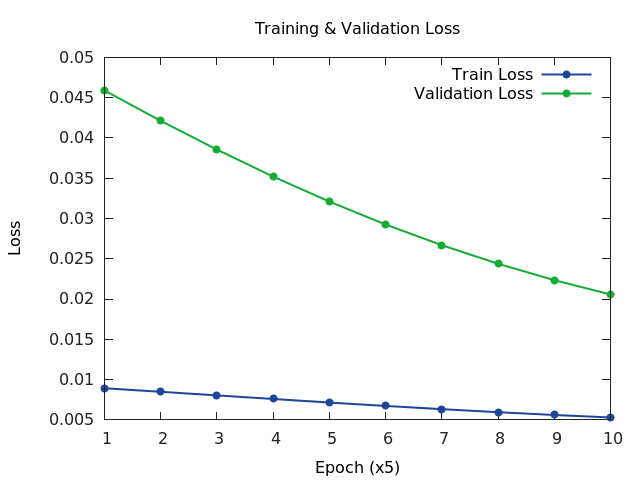 Training & Validation Loss
Train Loss
Validation Loss
0.05
0.045
0.04
0.035
0.03
0.025
0.02
0.015
0.01
0.005
Loss
1 2 3 4 5 6 7 8 9 10
Epoch (x5)